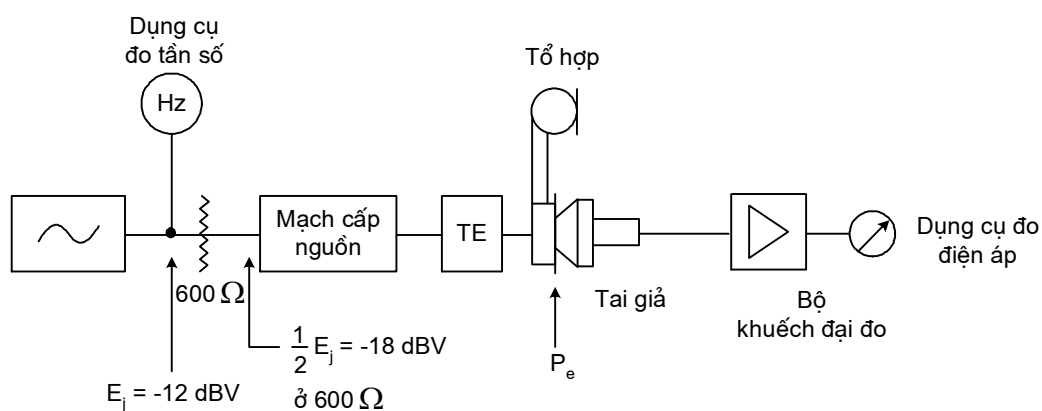 Dụng cụ
đo tần số
Hz
Tổ hợp
Mạch cấp
nguồn
TE
Dụng cụ đo
điện áp
600 Ω
Tai giả
Bộ
khuếch đại đo
E_j = -12 dBV
1/2 E_j = -18 dBV
ở 600 Ω
P_e